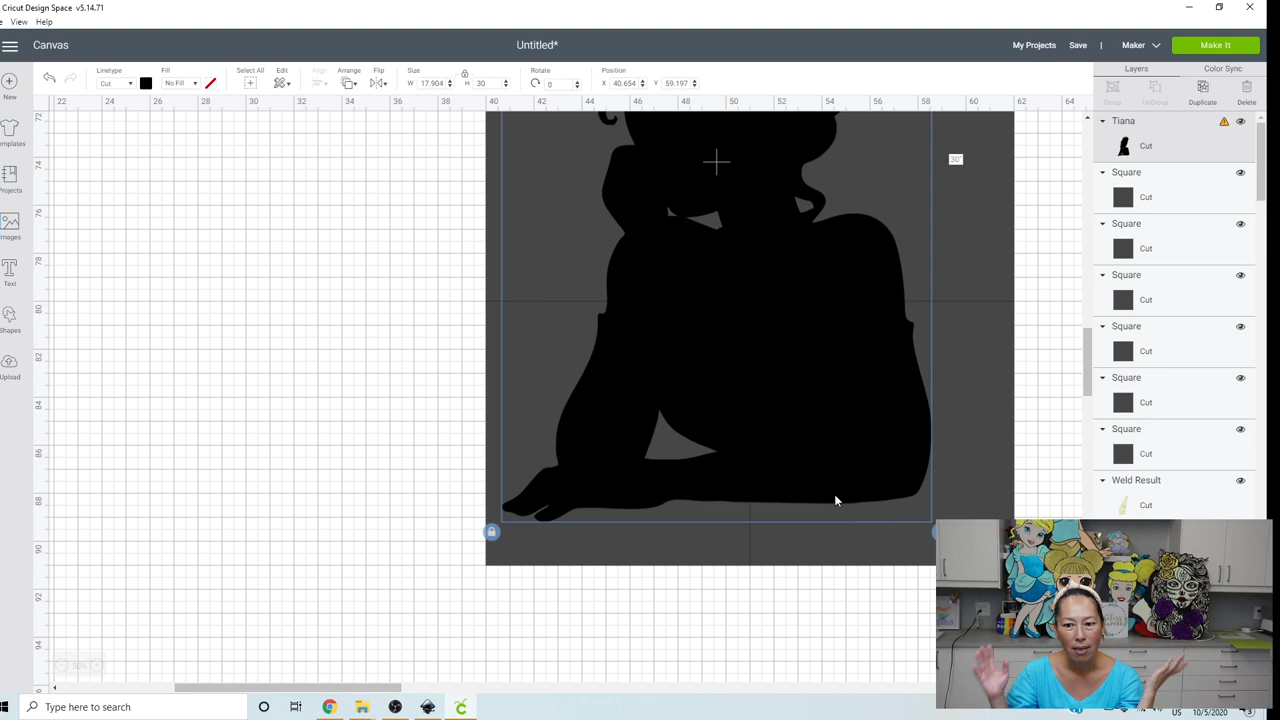 Cricut Design Space v5.14.71
View Help
Canvas
Untitled*
My Projects Save | Maker Make It
Linetype Fill Select All Edit Align Arrange Flip Size Rotate Position
Cut No Fill W 17.904 H 30 0 X 40.654 Y 59.197
Layers Color Sync
Group UnGroup Duplicate Delete
22 24 26 28 30 32 34 36 38 40 42 44 46 48 50 52 54 56 58 60 62 64
72
74
76
78
80
82
84
86
88
90
92
94
30"
New
Templates
Projects
Images
Text
Shapes
Upload
Tiana
Cut
Square
Cut
Square
Cut
Square
Cut
Square
Cut
Square
Cut
Square
Cut
Weld Result
Cut
50%
Type here to search
US 10/5/2020